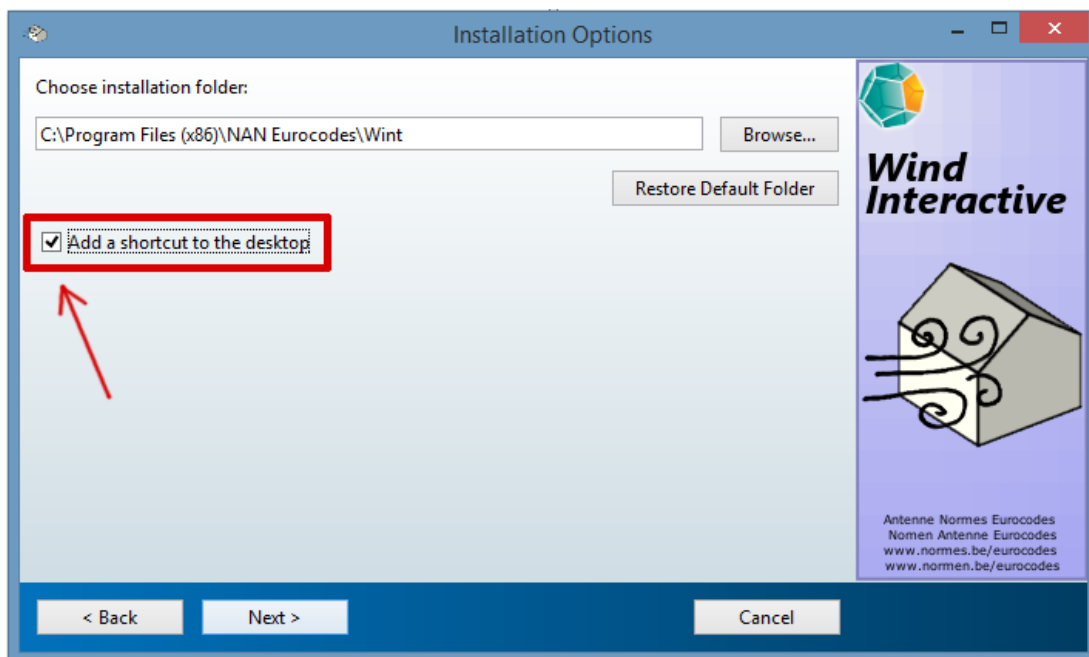 Installation Options
Choose installation folder:
C:\Program Files (x86)\NAN Eurocodes\Wint
Browse...
Restore Default Folder
Add a shortcut to the desktop
Wind
Interactive
Antenne Normes Eurocodes
Nomen Antenne Eurocodes
www.normes.be/eurocodes
www.normen.be/eurocodes
< Back
Next >
Cancel